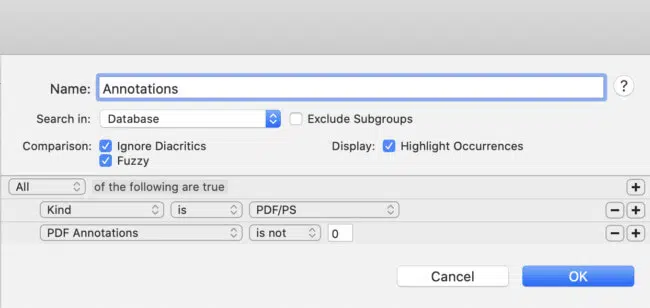 Name: Annotations ?
Search in: Database Exclude Subgroups
Comparison: Ignore Diacritics Display: Highlight Occurrences
Fuzzy
All of the following are true +
Kind is PDF/PS − +
PDF Annotations is not 0 − +
Cancel OK